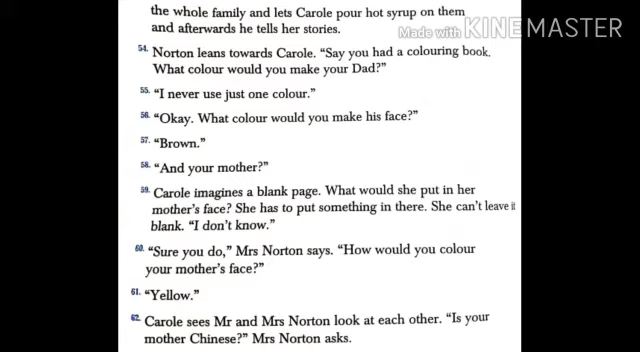 the whole family and lets Carole pour hot syrup on them
and afterwards he tells her stories.
Made with KINEMASTER
54. Norton leans towards Carole. “Say you had a colouring book.
What colour would you make your Dad?”
55. “I never use just one colour.”
56. “Okay. What colour would you make his face?”
57. “Brown.”
58. “And your mother?”
59. Carole imagines a blank page. What would she put in her
mother’s face? She has to put something in there. She can’t leave it
blank. “I don’t know.”
60. “Sure you do,” Mrs Norton says. “How would you colour
your mother’s face?”
61. “Yellow.”
62. Carole sees Mr and Mrs Norton look at each other. “Is your
mother Chinese?” Mrs Norton asks.